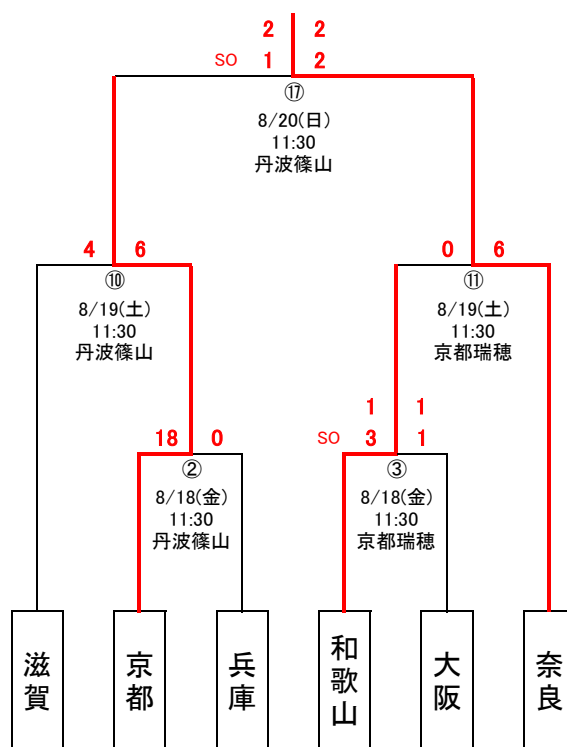 2 2
SO 1 2
⑰
8/20(日)
11:30
丹波篠山
4 6
⑩
8/19(土)
11:30
丹波篠山
0 6
⑪
8/19(土)
11:30
京都瑞穂
18 0
②
8/18(金)
11:30
丹波篠山
1 1
SO 3 1
③
8/18(金)
11:30
京都瑞穂
滋賀
京都
兵庫
和歌山
大阪
奈良